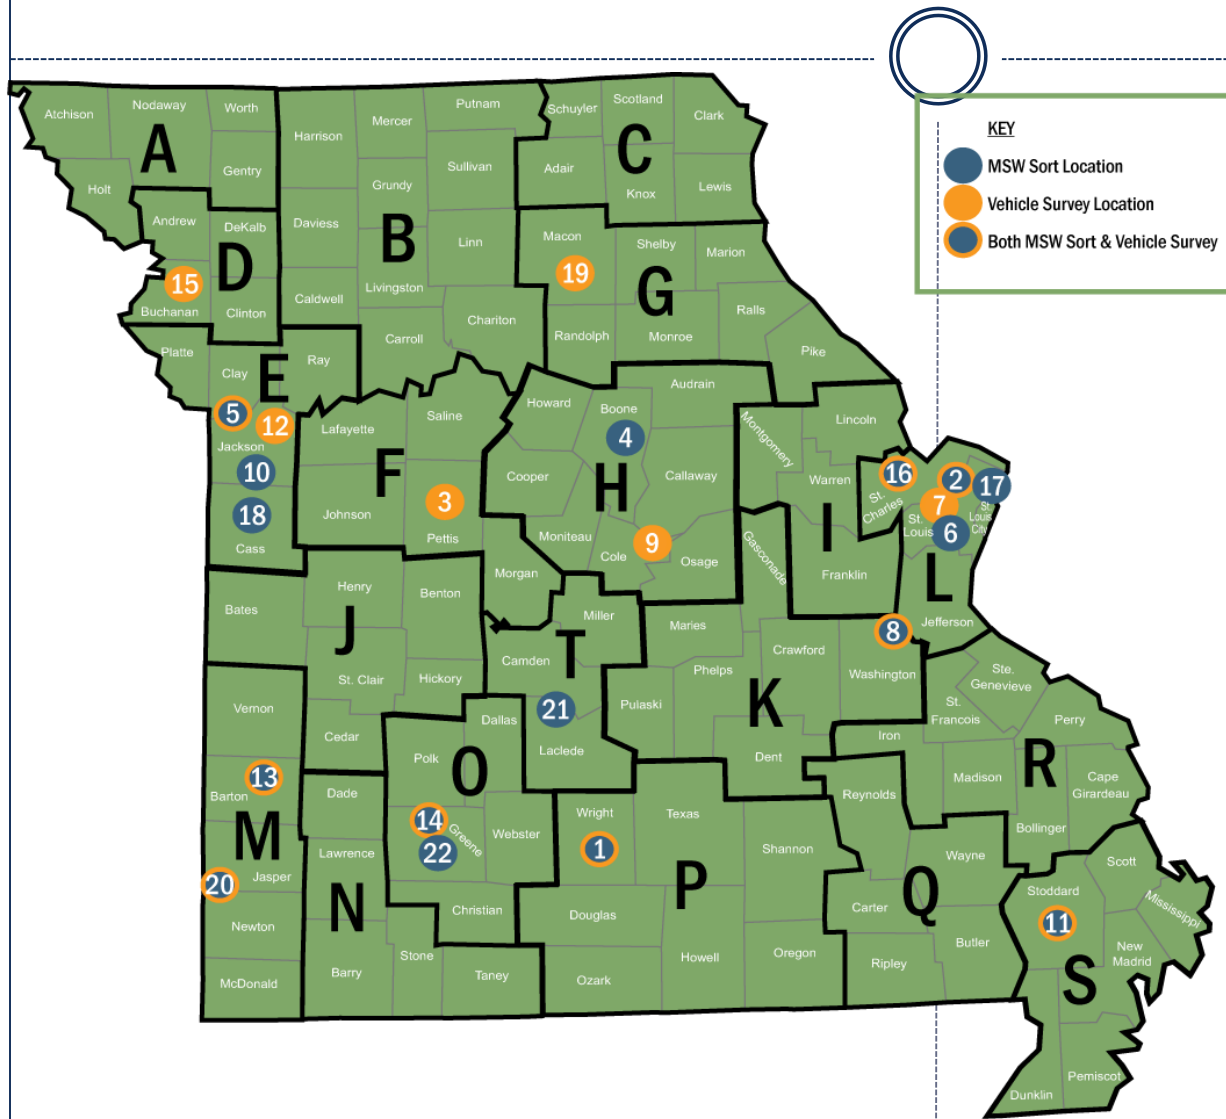 KEY
MSW Sort Location
Vehicle Survey Location
Both MSW Sort & Vehicle Survey
Atchison
Nodaway
Worth
A
Gentry
Holt
Harrison
Mercer
Putnam
Sullivan
Grundy
Daviess
B
Linn
Livingston
Caldwell
Chariton
Carroll
Schuyler
Scotland
Clark
C
Adair
Knox
Lewis
Andrew
DeKalb
D
15
Buchanan
Clinton
Macon
Shelby
Marion
19
G
Ralls
Randolph
Monroe
Pike
Platte
Clay
E
Ray
5
12
Jackson
10
18
Cass
Lafayette
Saline
F
3
Johnson
Pettis
Howard
Boone
Audrain
4
Cooper
H
Callaway
Moniteau
Cole
9
Osage
Morgan
Montgomery
Lincoln
Warren
I
Gasconade
Franklin
16
St.
Charles
2
17
7
St.
Louis
6
St.
Louis
City
L
Jefferson
8
Bates
Henry
Benton
J
St. Clair
Hickory
Cedar
Miller
T
Camden
21
Laclede
Maries
Phelps
Crawford
Washington
Pulaski
K
Dent
Ste.
Genevieve
St.
Francois
Perry
Iron
Madison
R
Cape
Girardeau
Bollinger
Vernon
13
Barton
M
20
Jasper
Newton
McDonald
Dade
Lawrence
N
Barry
Stone
Taney
Dallas
Polk
O
14
Greene
22
Webster
Christian
Wright
1
Texas
Shannon
P
Douglas
Ozark
Howell
Oregon
Reynolds
Wayne
Q
Carter
Butler
Ripley
Scott
Stoddard
Mississippi
11
New
Madrid
S
Pemiscot
Dunklin